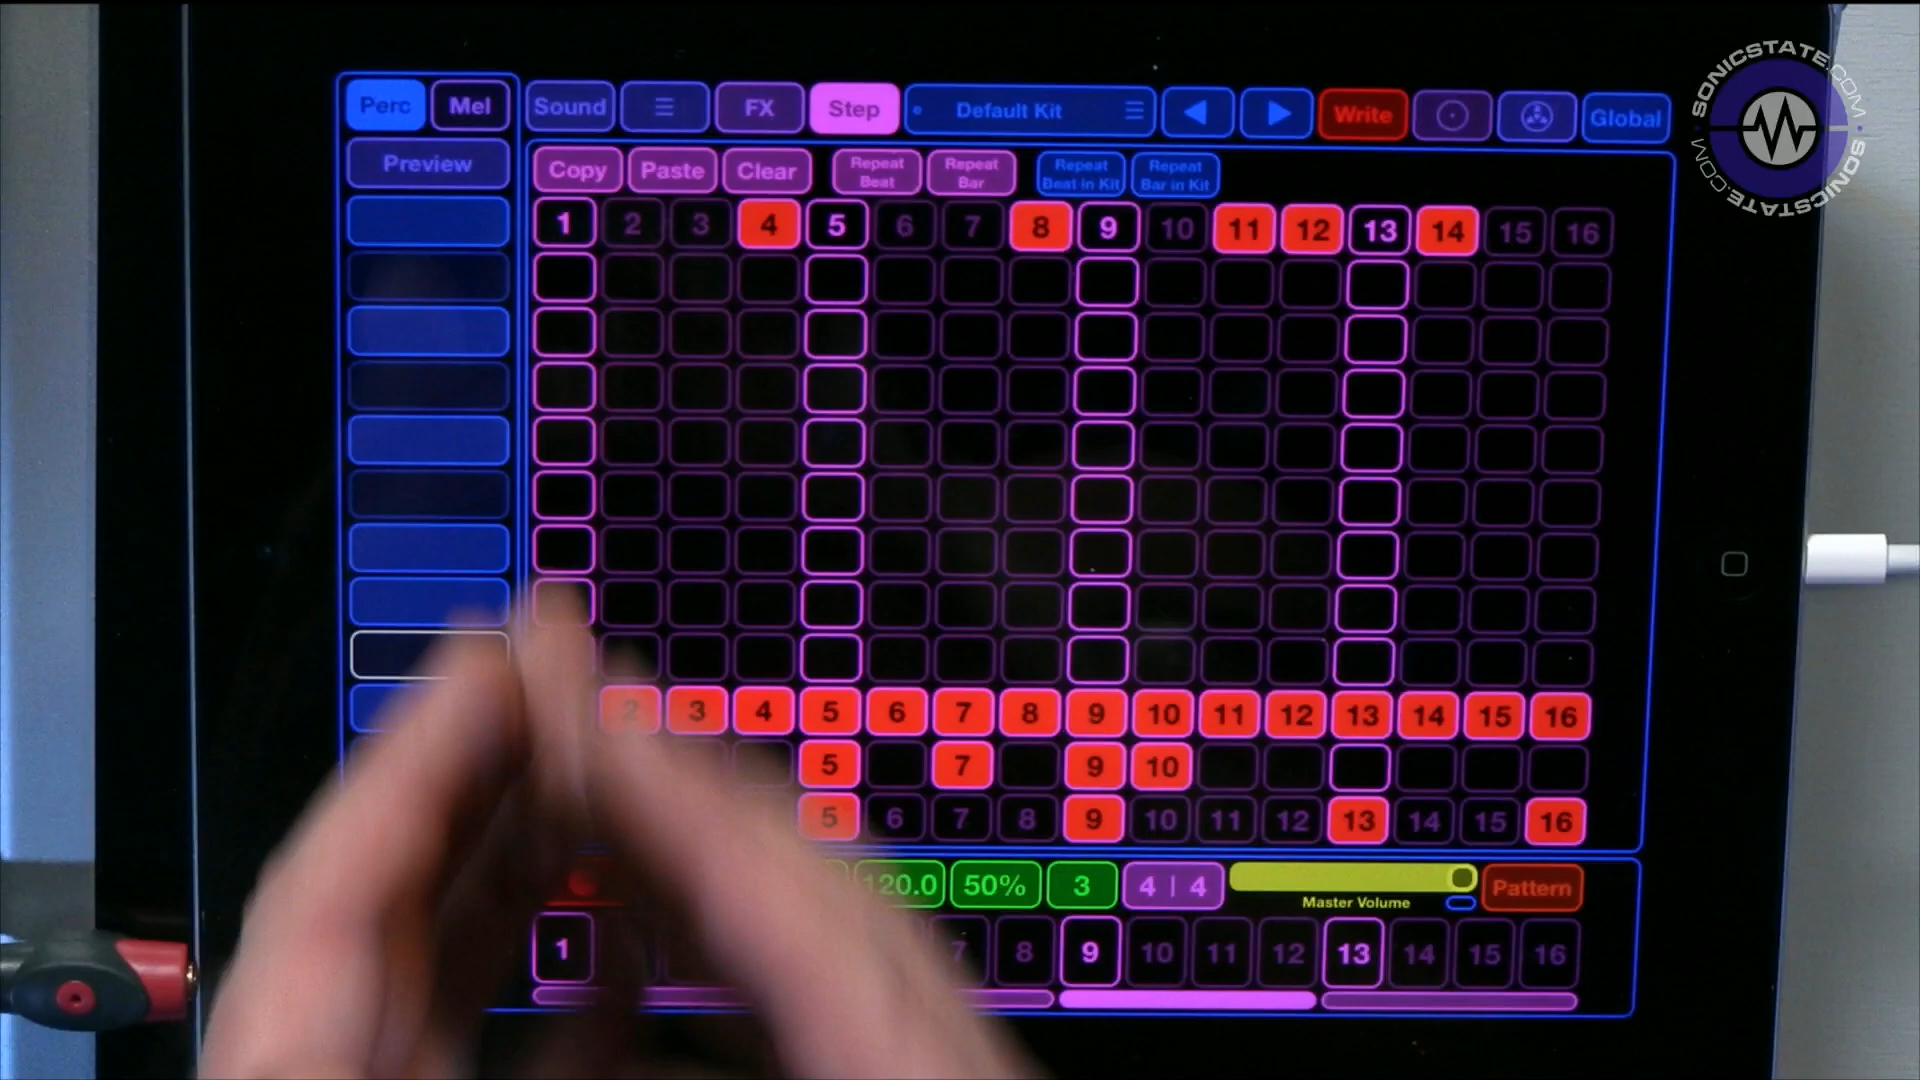 Perc Mel Sound FX Step Default Kit Write Global
Preview Copy Paste Clear Repeat Beat Repeat Bar Repeat Beat in Kit Repeat Bar in Kit
1 2 3 4 5 6 7 8 9 10 11 12 13 14 15 16
2 3 4 5 6 7 8 9 10 11 12 13 14 15 16
5 7 9 10
5 6 7 8 9 10 11 12 13 14 15 16
120.0 50% 3 4 | 4 Master Volume Pattern
1 7 8 9 10 11 12 13 14 15 16
SONICSTATE.COM • SONICSTATE.COM •